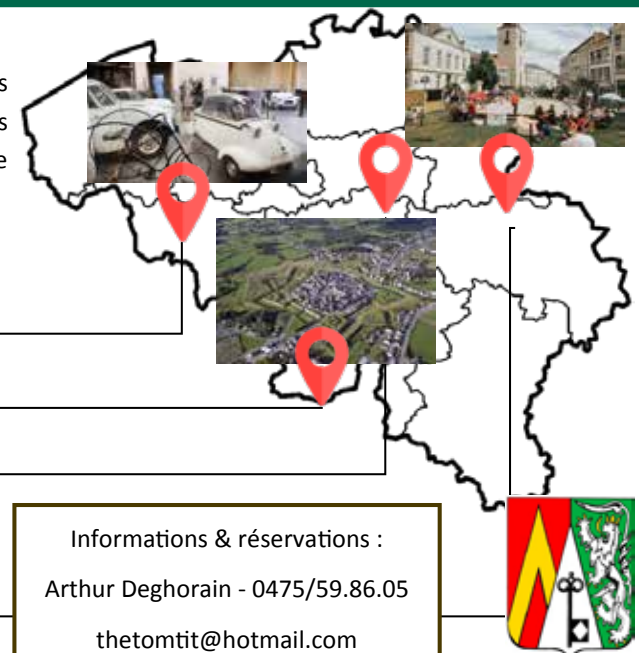 s
s
e
Informations & réservations :
Arthur Deghorain - 0475/59.86.05
thetomtit@hotmail.com